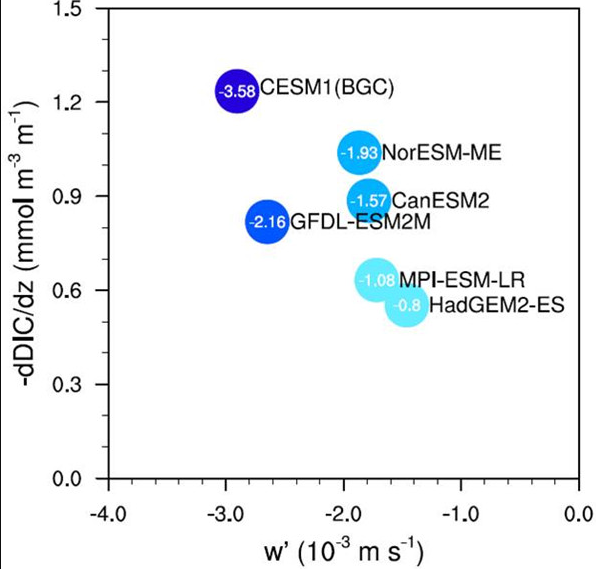 1.5
1.2
0.9
0.6
0.3
0.0
-dDIC/dz (mmol m⁻³ m⁻¹)
-3.58 CESM1(BGC)
-1.93 NorESM-ME
-1.57 CanESM2
-2.16 GFDL-ESM2M
-1.08 MPI-ESM-LR
-0.8 HadGEM2-ES
-4.0 -3.0 -2.0 -1.0 0.0
w' (10⁻³ m s⁻¹)